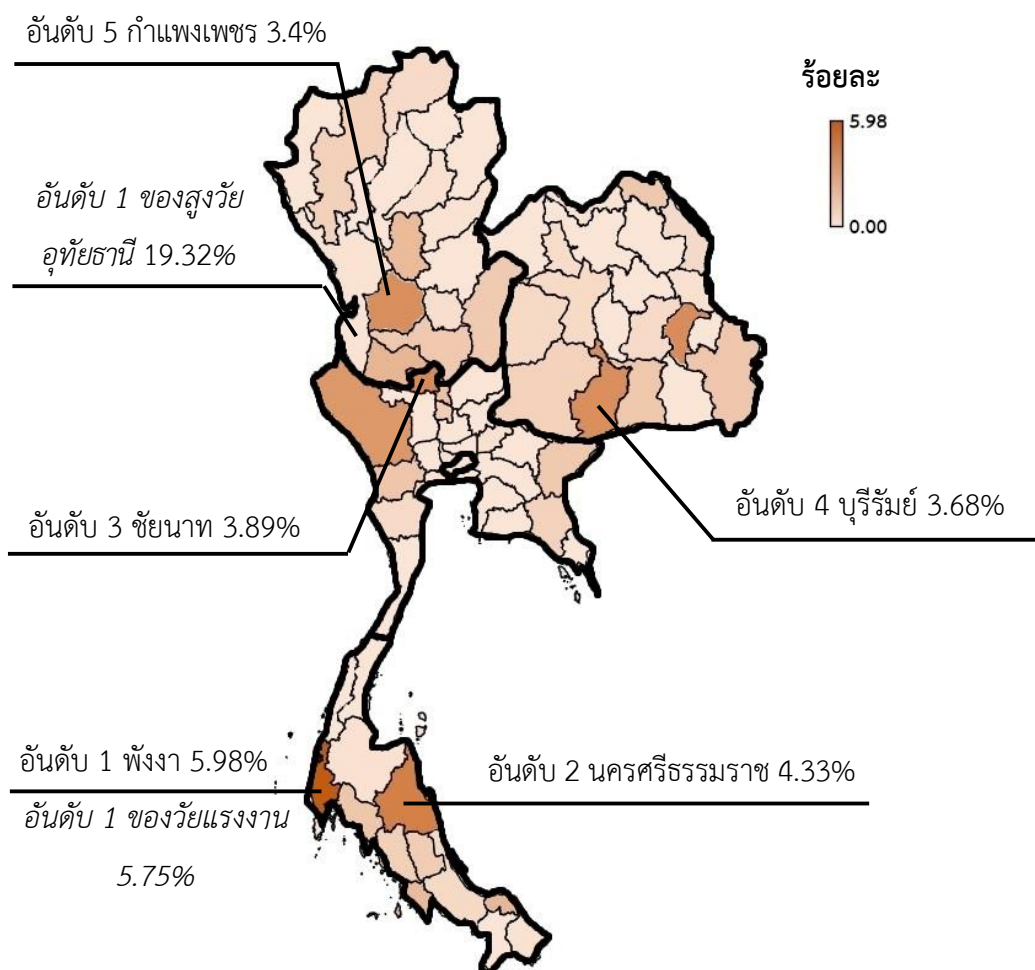 อันดับ 5 กำแพงเพชร 3.4%
ร้อยละ
5.98
0.00
อันดับ 1 ของสูงวัย
อุทัยธานี 19.32%
อันดับ 3 ชัยนาท 3.89%
อันดับ 4 บุรีรัมย์ 3.68%
อันดับ 1 พังงา 5.98%
อันดับ 2 นครศรีธรรมราช 4.33%
อันดับ 1 ของวัยแรงงาน
5.75%